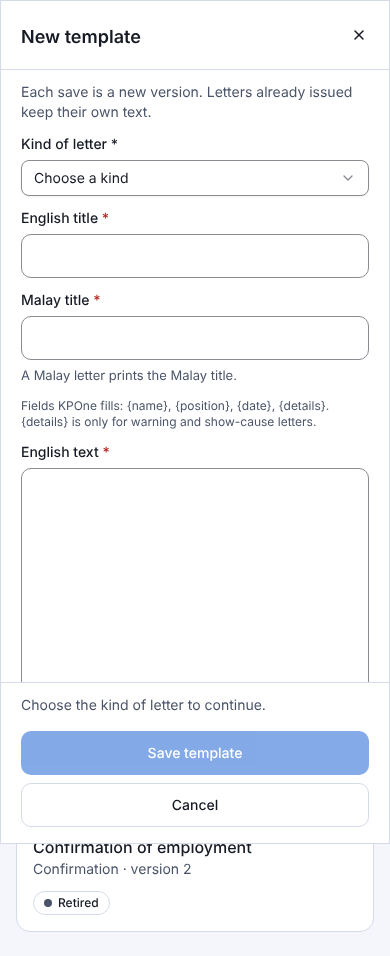 New template
Each save is a new version. Letters already issued
keep their own text.
Kind of letter *
Choose a kind
English title *
Malay title *
A Malay letter prints the Malay title.
Fields KPOne fills: {name}, {position}, {date}, {details}.
{details} is only for warning and show-cause letters.
English text *
Choose the kind of letter to continue.
Save template
Cancel
Confirmation of employment
Confirmation · version 2
Retired